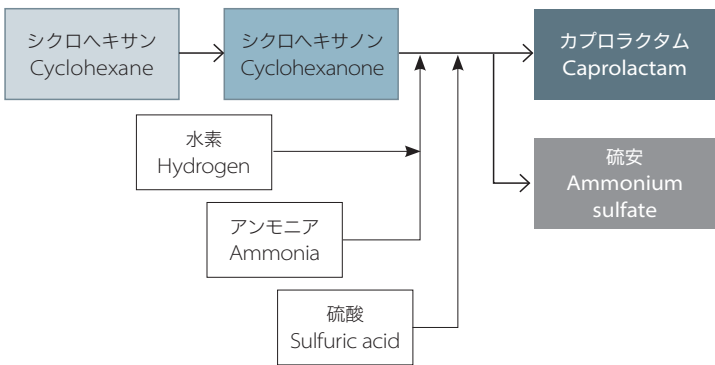 シクロヘキサン
Cyclohexane
シクロヘキサノン
Cyclohexanone
カプロラクタム
Caprolactam
水素
Hydrogen
硫安
Ammonium
sulfate
アンモニア
Ammonia
硫酸
Sulfuric acid